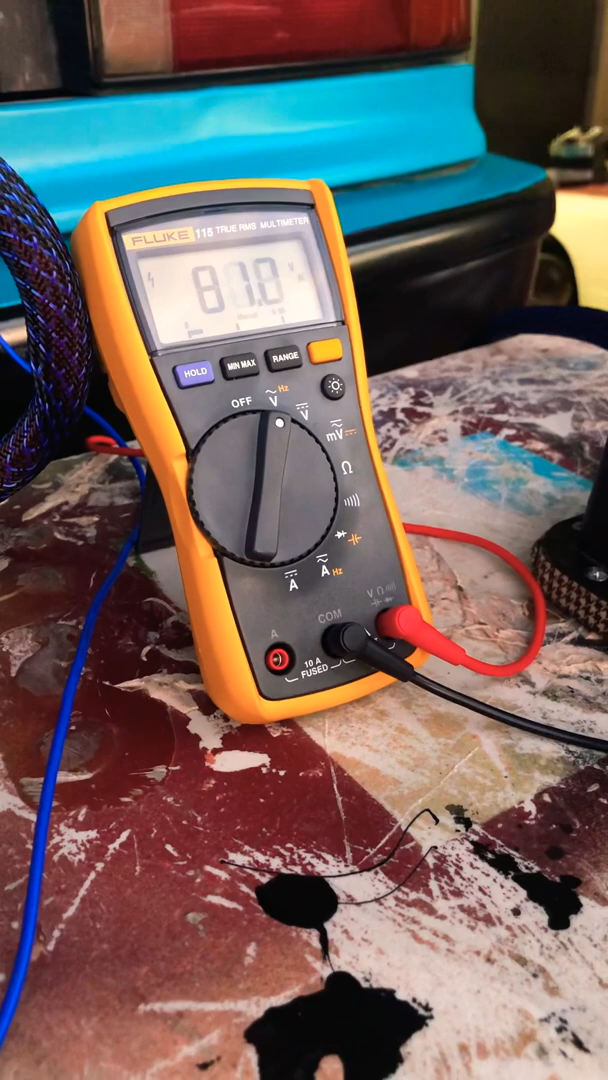 FLUKE 115 TRUE RMS MULTIMETER
81.8 V
HOLD
MIN MAX
RANGE
OFF
V Hz
V
mV
Ω
A
A Hz
A
COM
V Ω
10 A
FUSED